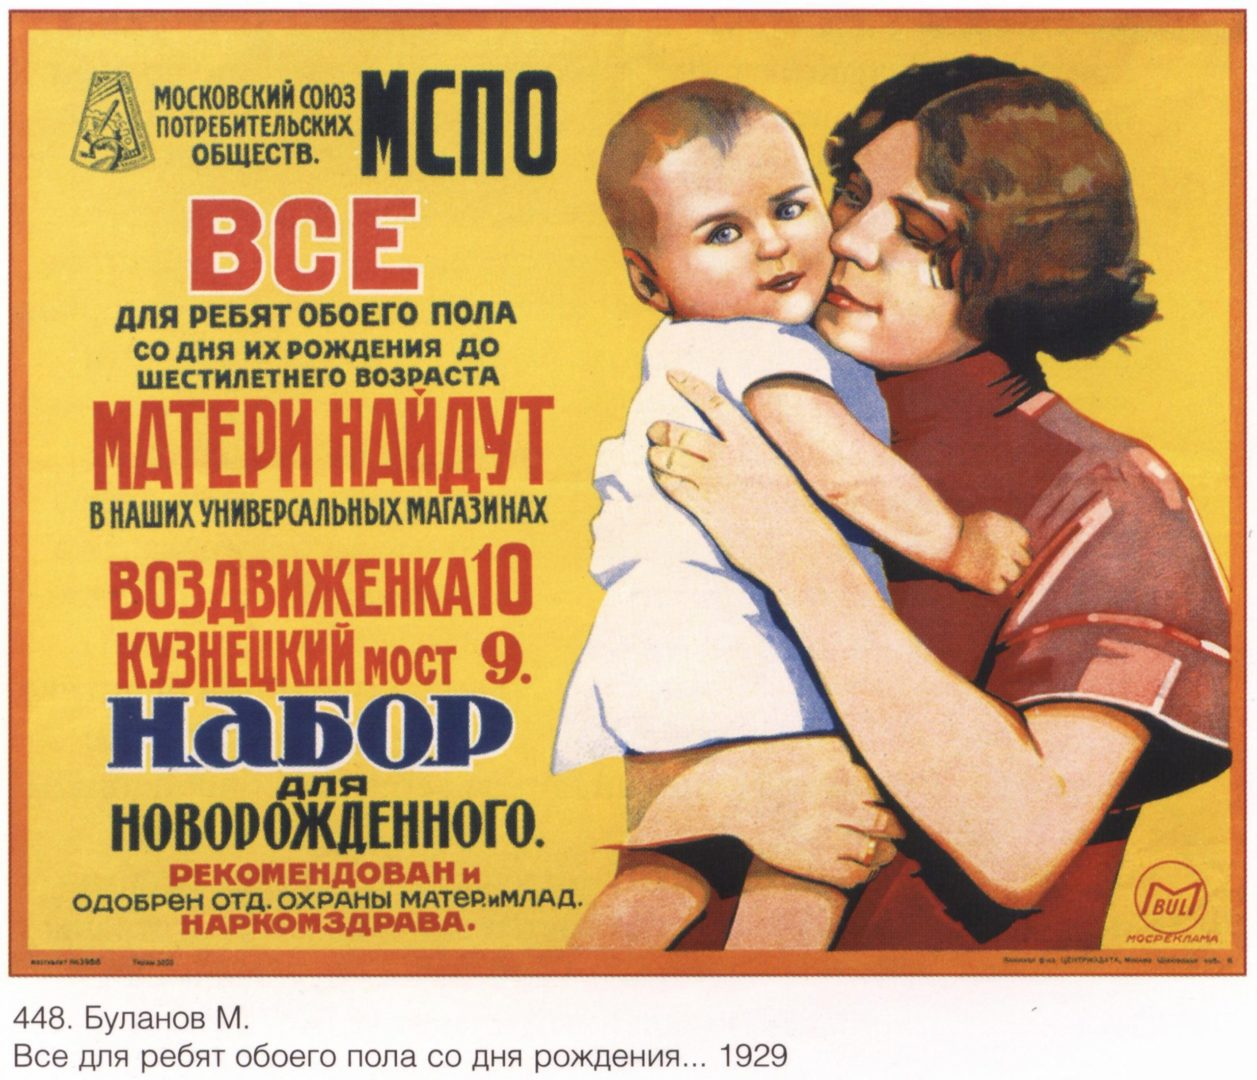 МОСКОВСКИЙ СОЮЗ
ПОТРЕБИТЕЛЬСКИХ
ОБЩЕСТВ.
МСПО
ВСЕ
ДЛЯ РЕБЯТ ОБОЕГО ПОЛА
СО ДНЯ ИХ РОЖДЕНИЯ ДО
ШЕСТИЛЕТНЕГО ВОЗРАСТА
МАТЕРИ НАЙДУТ
В НАШИХ УНИВЕРСАЛЬНЫХ МАГАЗИНАХ
ВОЗДВИЖЕНКА 10
КУЗНЕЦКИЙ МОСТ 9.
НАБОР
ДЛЯ
НОВОРОЖДЕННОГО.
РЕКОМЕНДОВАН И
ОДОБРЕН ОТД. ОХРАНЫ МАТЕР. И МЛАД.
НАРКОМЗДРАВА.
М
BUL
МОСРЕКЛАМА
448. Буланов М.
Все для ребят обоего пола со дня рождения... 1929